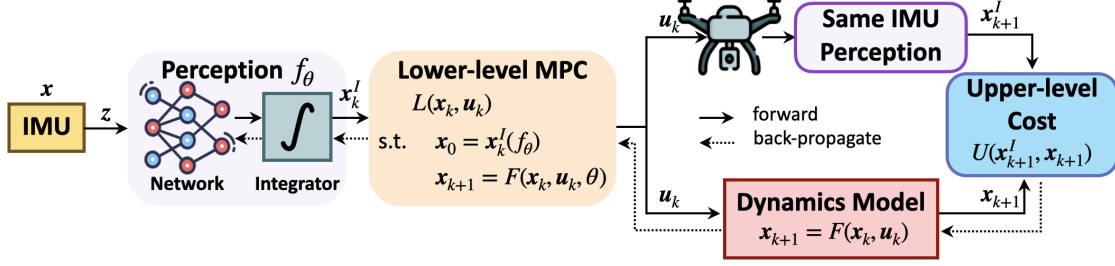 x
IMU
z
Perception f_θ
Network
Integrator
x_k^I
Lower-level MPC
L(x_k, u_k)
s.t. x_0 = x_k^I(f_θ)
x_{k+1} = F(x_k, u_k, θ)
u_k
Same IMU
Perception
x_{k+1}^I
forward
back-propagate
Upper-level
Cost
U(x_{k+1}^I, x_{k+1})
u_k
Dynamics Model
x_{k+1} = F(x_k, u_k)
x_{k+1}